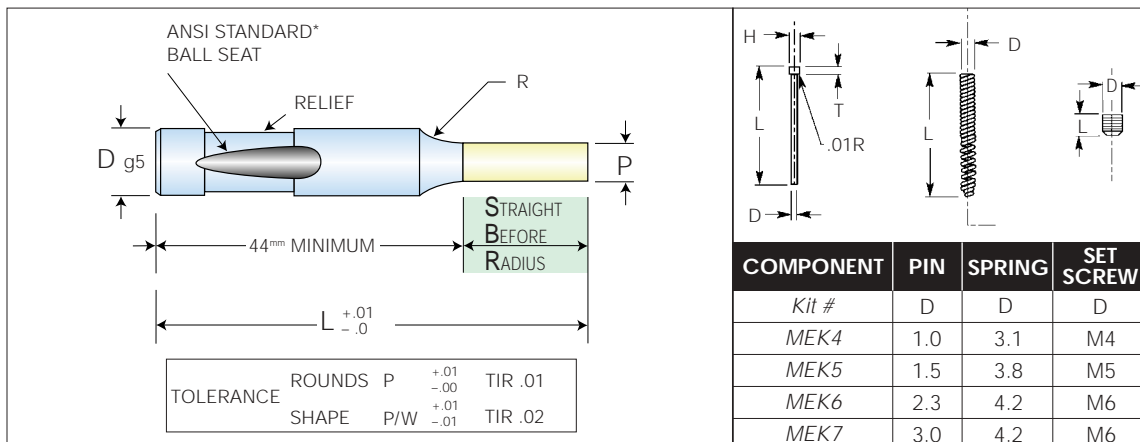 ANSI STANDARD*
BALL SEAT
RELIEF
R
D g5
P
44mm MINIMUM
STRAIGHT
BEFORE
RADIUS
L +.01 -.0
TOLERANCE
ROUNDS P +.01 -.00 TIR .01
SHAPE P/W +.01 -.01 TIR .02
H
D
T
L
.01R
D
L
D
L
COMPONENT PIN SPRING SET SCREW
Kit # D D D
MEK4 1.0 3.1 M4
MEK5 1.5 3.8 M5
MEK6 2.3 4.2 M6
MEK7 3.0 4.2 M6